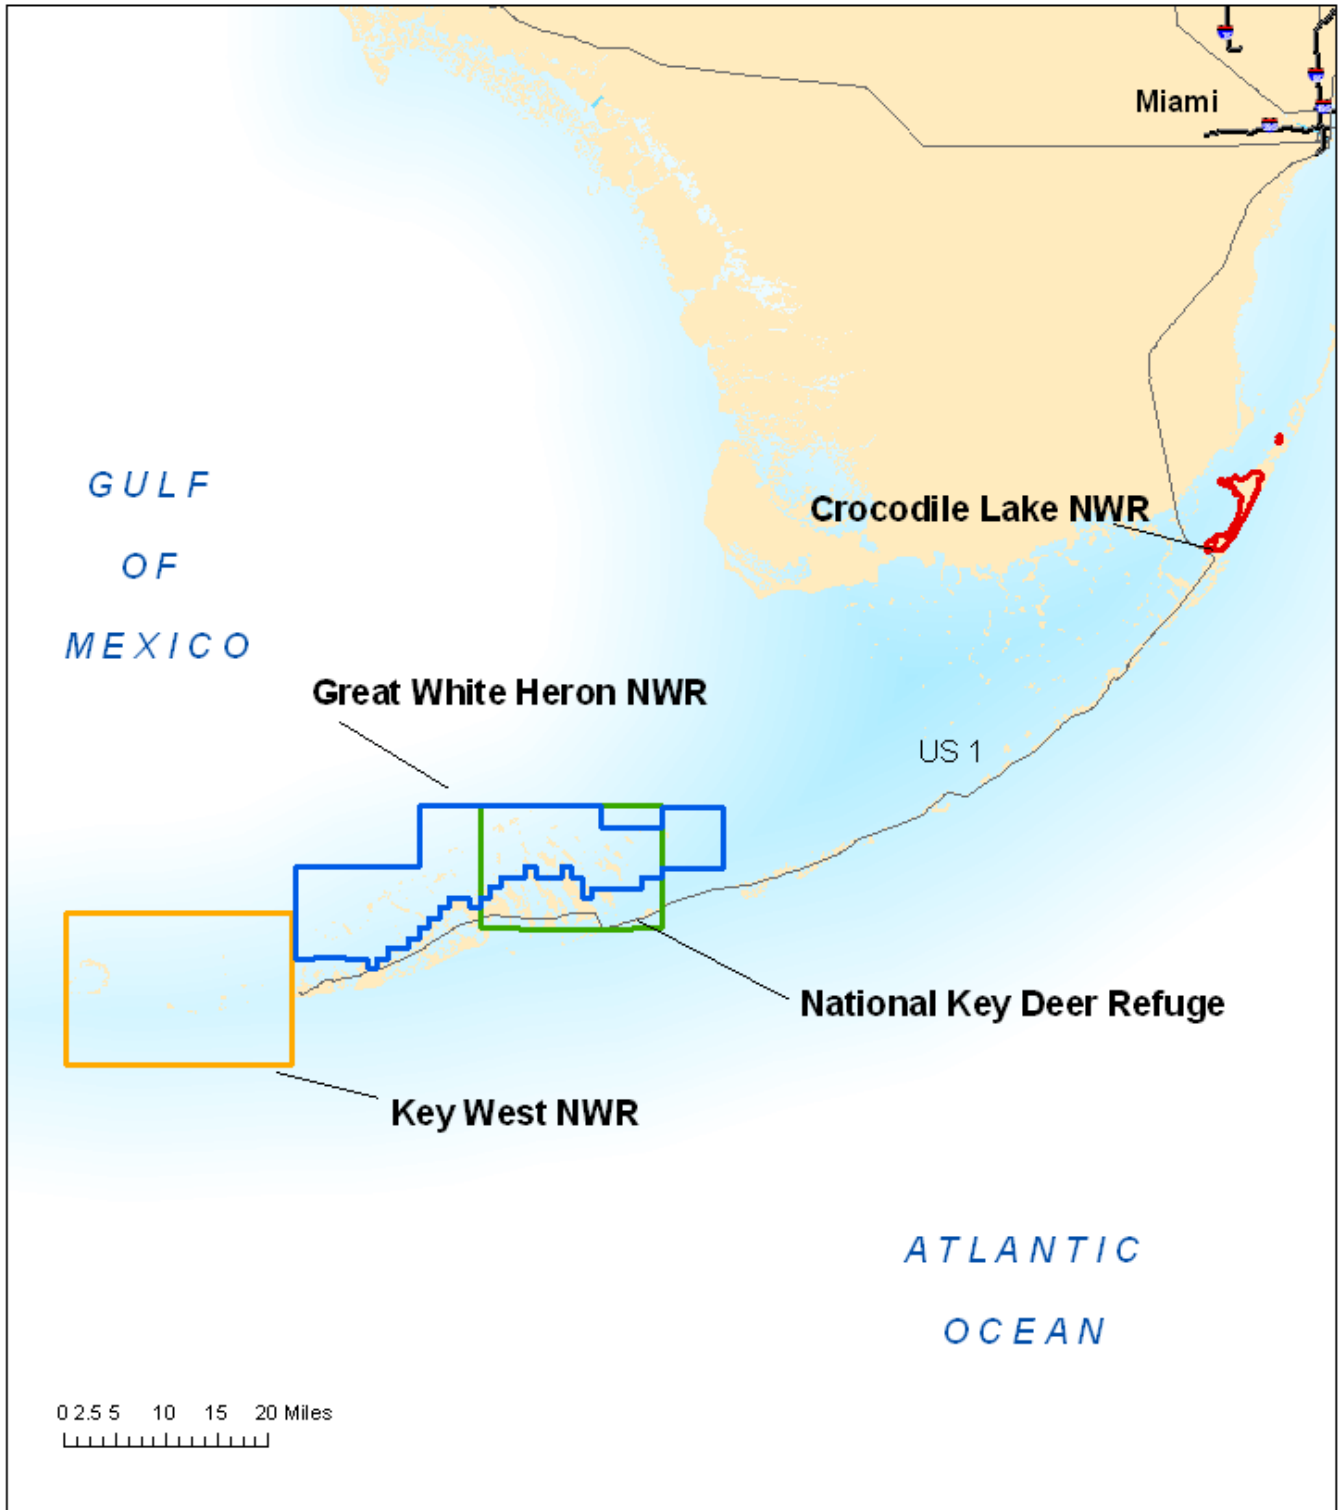 Miami
GULF
OF
MEXICO
Crocodile Lake NWR
Great White Heron NWR
US 1
National Key Deer Refuge
Key West NWR
ATLANTIC
OCEAN
0 2.5 5 10 15 20 Miles